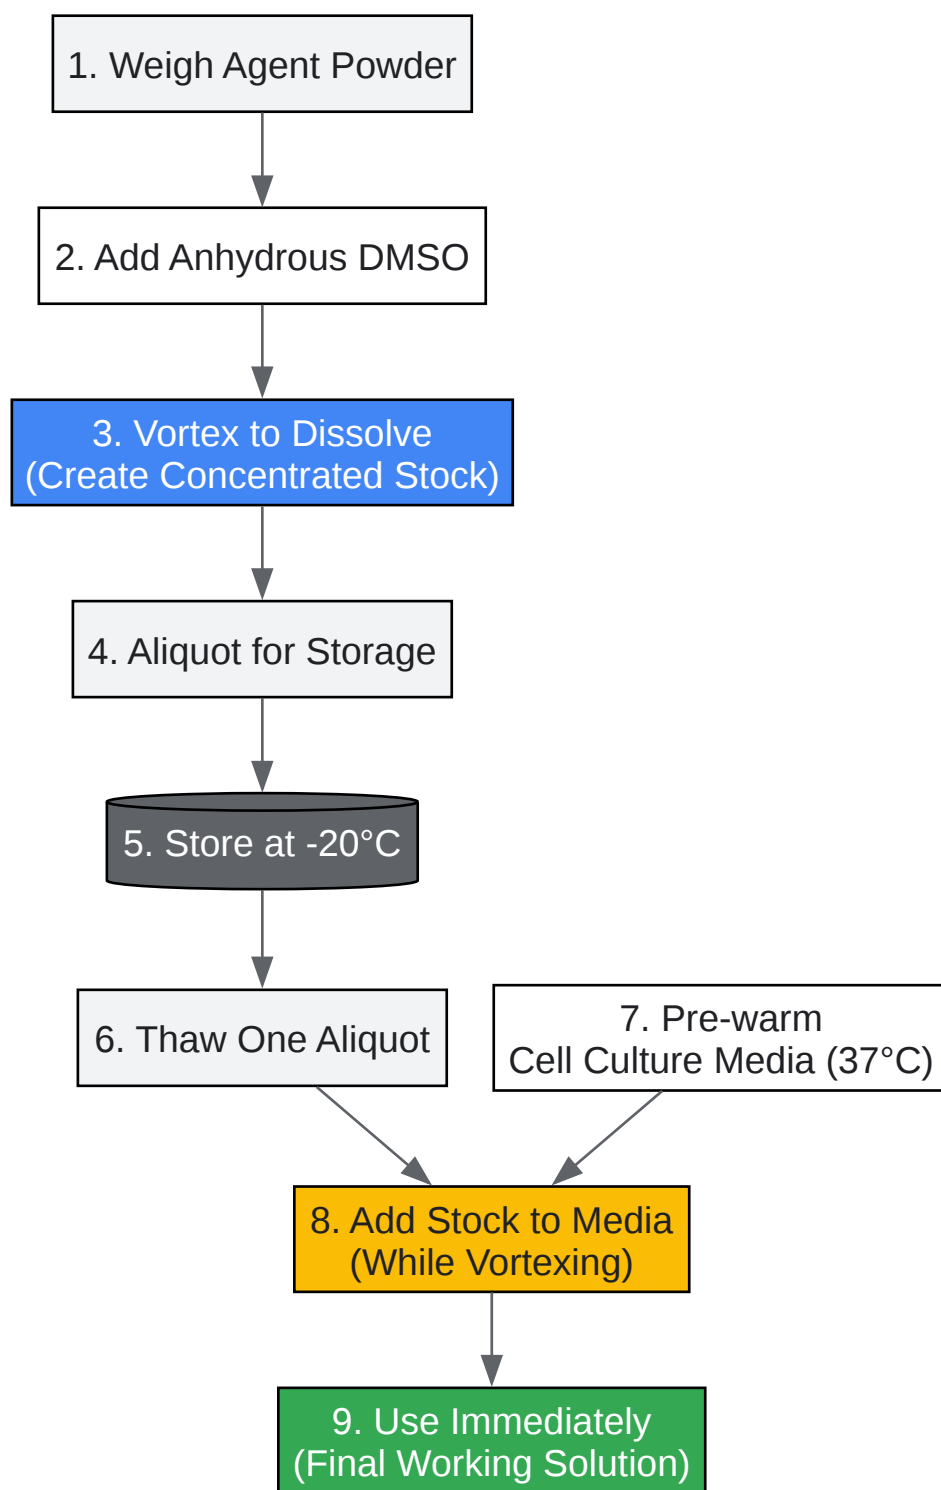 1. Weigh Agent Powder
2. Add Anhydrous DMSO
3. Vortex to Dissolve
(Create Concentrated Stock)
4. Aliquot for Storage
5. Store at -20°C
6. Thaw One Aliquot
7. Pre-warm
Cell Culture Media (37°C)
8. Add Stock to Media
(While Vortexing)
9. Use Immediately
(Final Working Solution)